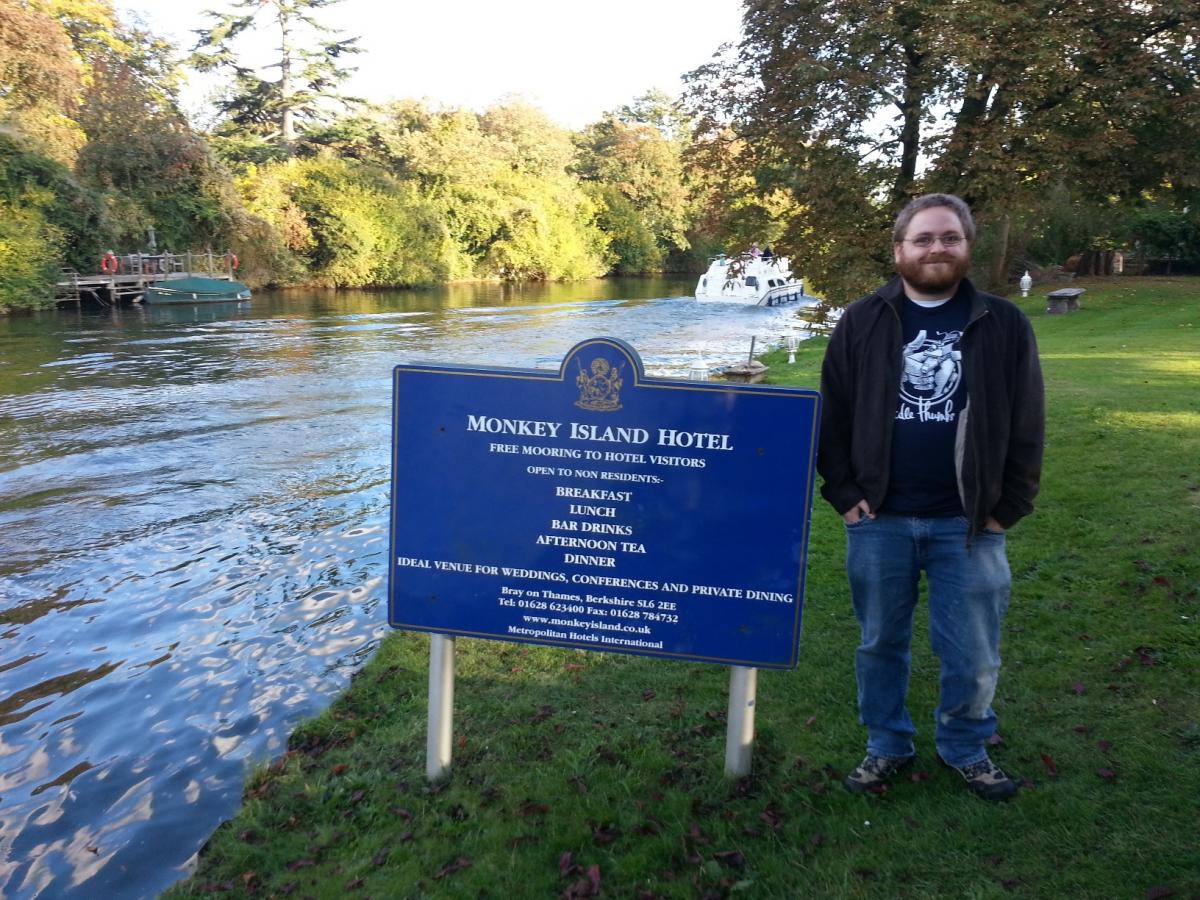 MONKEY ISLAND HOTEL
FREE MOORING TO HOTEL VISITORS
OPEN TO NON RESIDENTS:-
BREAKFAST
LUNCH
BAR DRINKS
AFTERNOON TEA
DINNER
IDEAL VENUE FOR WEDDINGS, CONFERENCES AND PRIVATE DINING
Bray on Thames, Berkshire SL6 2EE
Tel: 01628 623400 Fax: 01628 784732
www.monkeyisland.co.uk
Metropolitan Hotels International
idle thumbs